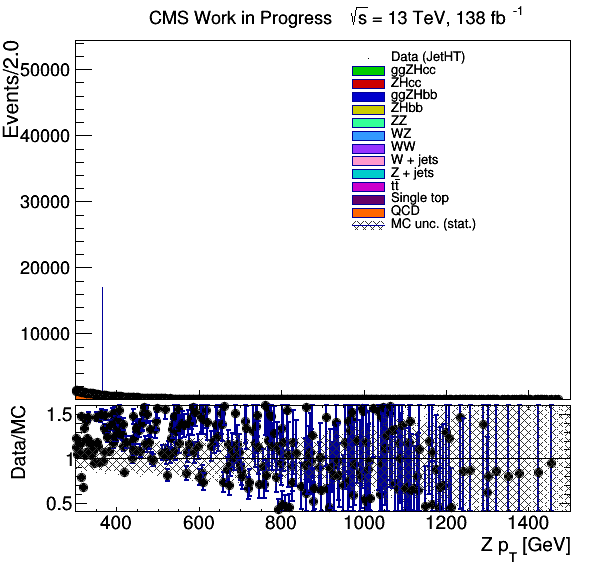 CMS Work in Progress √s = 13 TeV, 138 fb⁻¹
Events/2.0
50000
40000
30000
20000
10000
Data (JetHT)
ggZHcc
ZHcc
ggZHbb
ZHbb
ZZ
WZ
WW
W + jets
Z + jets
tt̄
Single top
QCD
MC unc. (stat.)
Data/MC
1.5
1
0.5
400 600 800 1000 1200 1400
Z p_T [GeV]